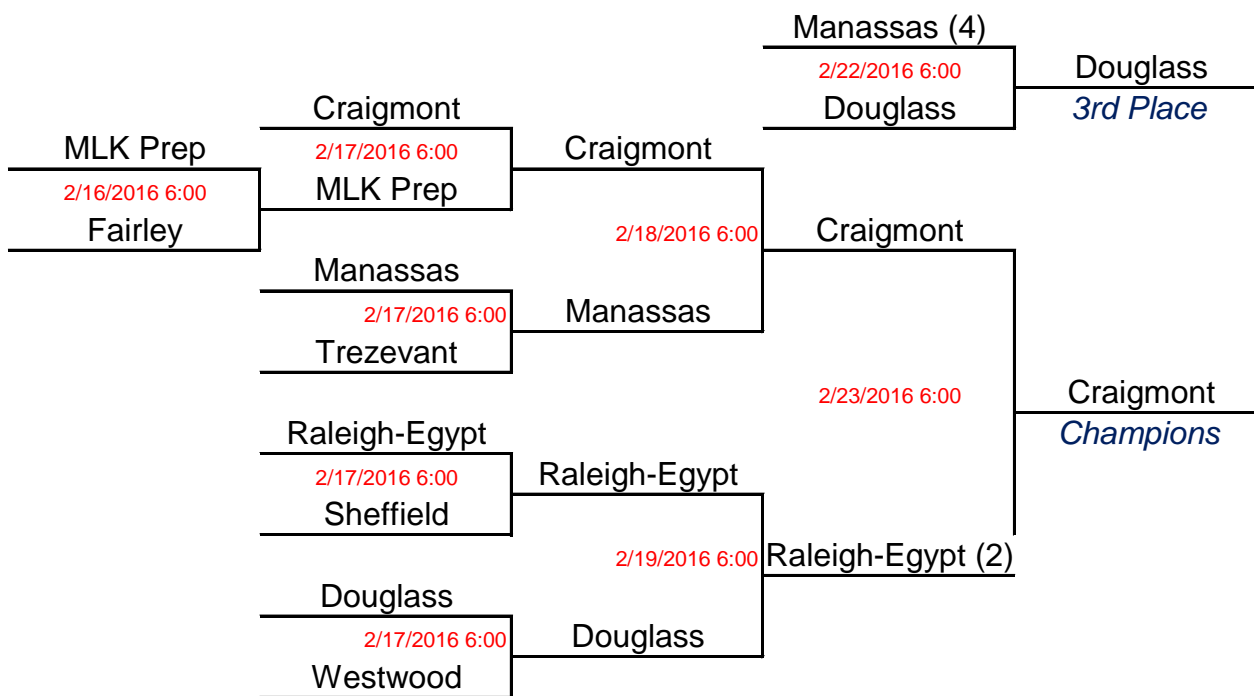 Manassas (4)
2/22/2016 6:00
Douglass
Douglass
3rd Place
Craigmont
MLK Prep
2/17/2016 6:00
Craigmont
2/16/2016 6:00
MLK Prep
Fairley
2/18/2016 6:00
Craigmont
Manassas
2/17/2016 6:00
Manassas
Trezevant
2/23/2016 6:00
Craigmont
Champions
Raleigh-Egypt
2/17/2016 6:00
Raleigh-Egypt
Sheffield
2/19/2016 6:00
Raleigh-Egypt (2)
Douglass
2/17/2016 6:00
Douglass
Westwood